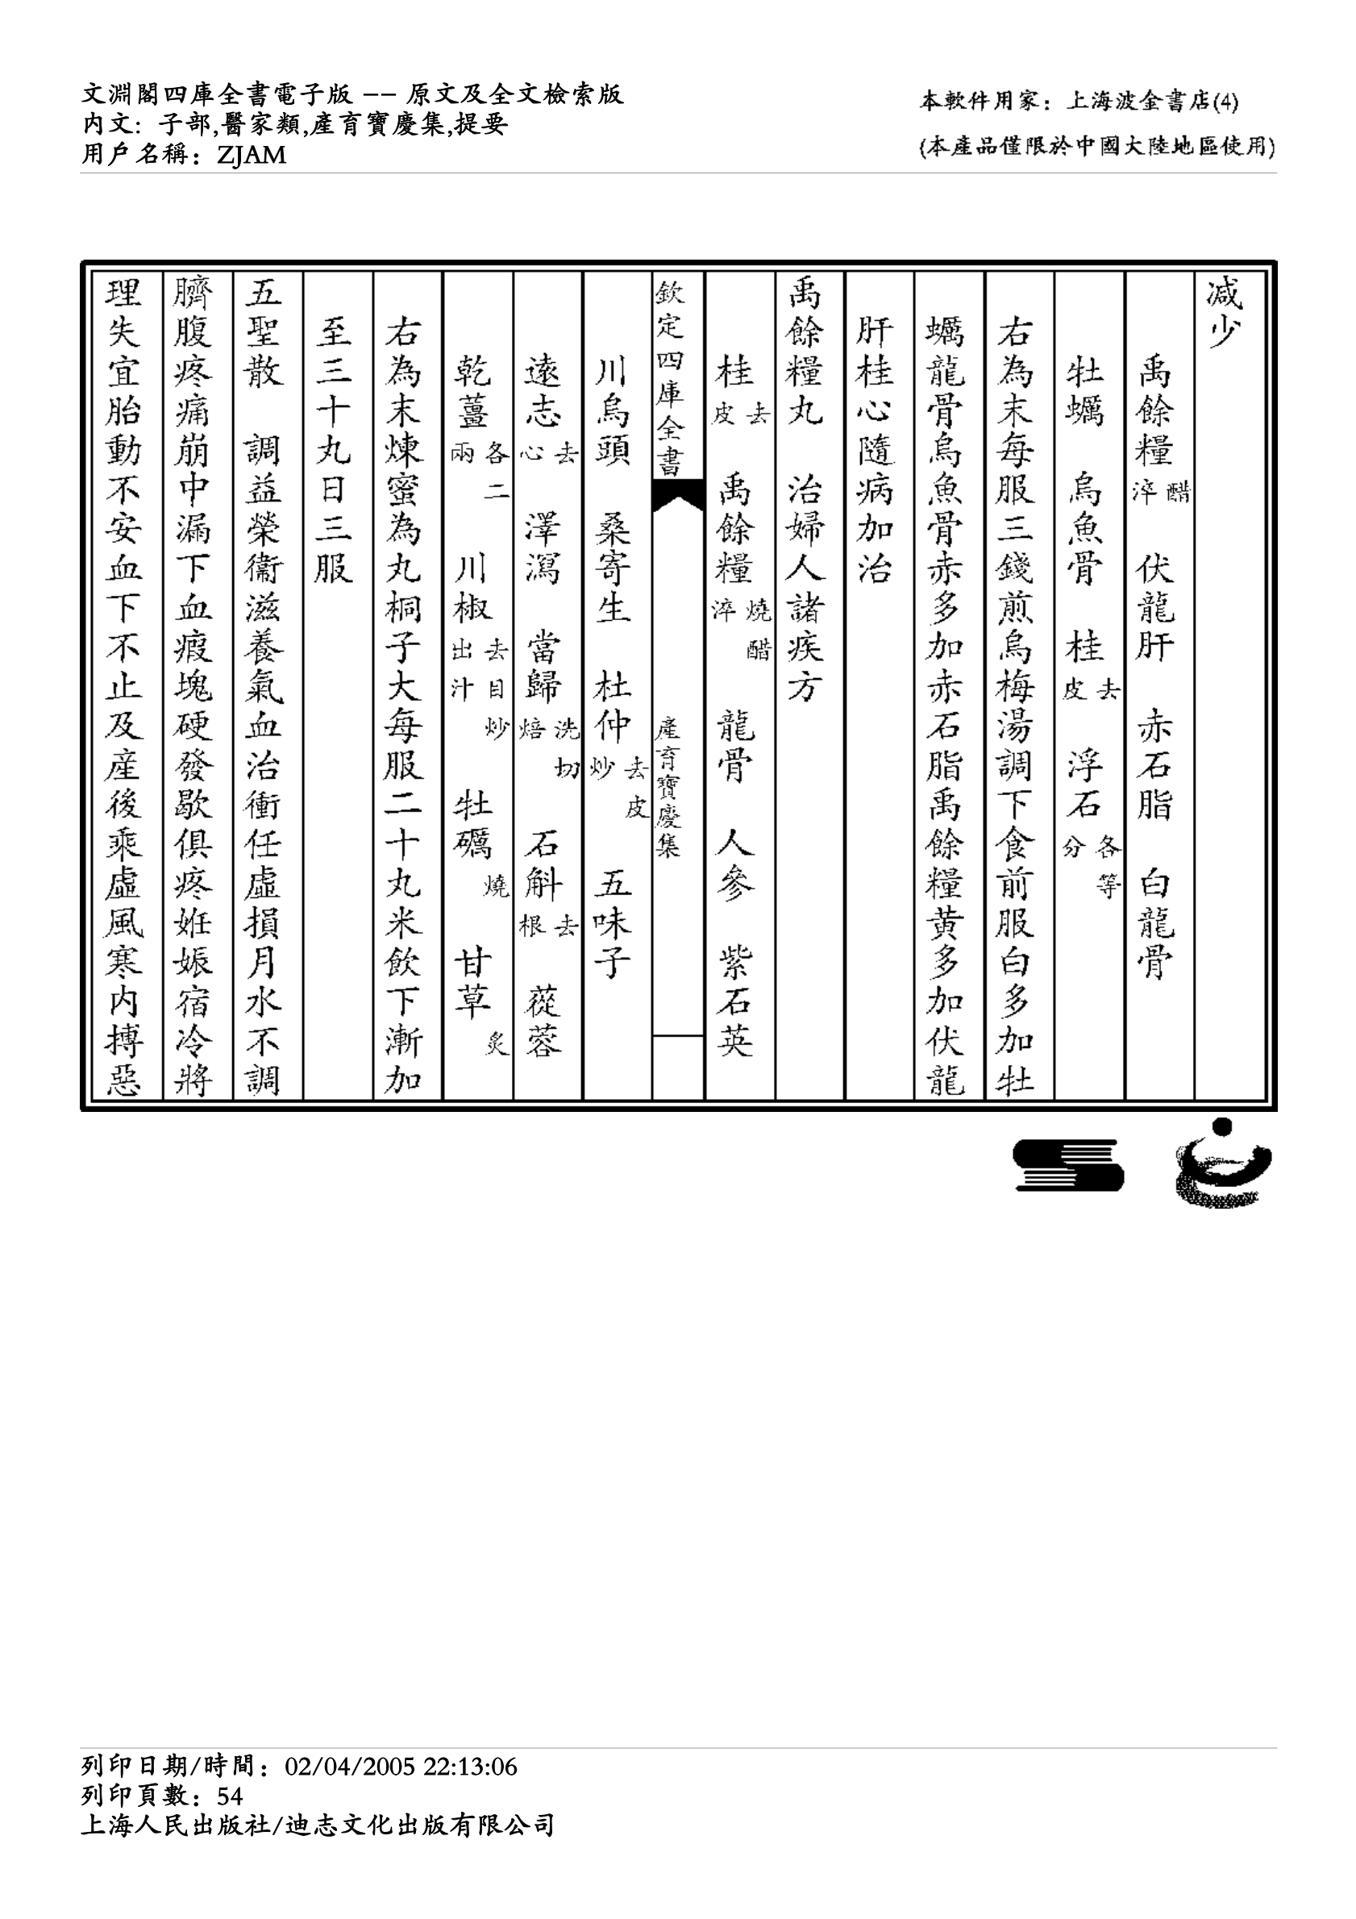 文淵閣四庫全書電子版 -- 原文及全文檢索版
內文: 子部,醫家類,產育寶慶集,提要
用戶名稱: ZJAM
本軟件用家: 上海波金書店(4)
(本產品僅限於中國大陸地區使用)
減少
禹餘糧醋淬 伏龍肝 赤石脂 白龍骨
牡蠣 烏魚骨 桂去皮 浮石各等分
右為末每服三錢煎烏梅湯調下食前服白多加牡
蠣龍骨烏魚骨赤多加赤石脂禹餘糧黄多加伏龍
肝桂心隨病加治
禹餘糧丸 治婦人諸疾方
桂去皮 禹餘糧燒醋淬 龍骨 人參 紫石英
欽定四庫全書 產育寶慶集
川烏頭 桑寄生 杜仲去皮炒 五味子
遠志去心 澤瀉 當歸洗切焙 石斛去根 蓯蓉
乾薑各二兩 川椒去目炒出汁 牡礪燒 甘草炙
右為末煉蜜為丸桐子大每服二十丸米飲下漸加
至三十丸日三服
五聖散 調益榮衞滋養氣血治衝任虛損月水不調
臍腹疼痛崩中漏下血瘕塊硬發歇俱疼姙娠宿冷將
理失宜胎動不安血下不止及産後乘虛風寒内搏惡
列印日期/時間: 02/04/2005 22:13:06
列印頁數: 54
上海人民出版社/迪志文化出版有限公司